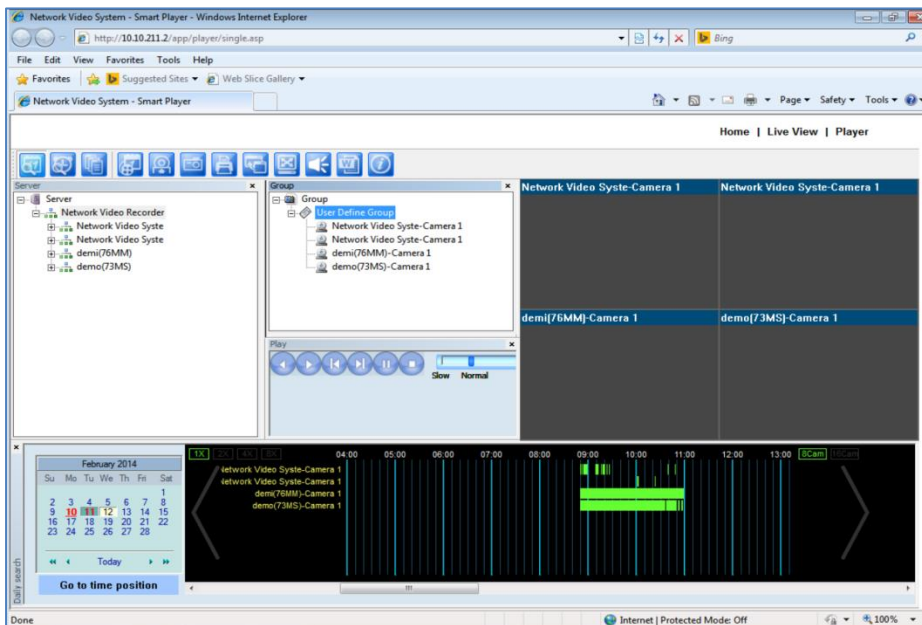 Network Video System - Smart Player - Windows Internet Explorer
http://10.10.211.2/app/player/single.asp
Bing
File Edit View Favorites Tools Help
Favorites Suggested Sites Web Slice Gallery
Network Video System - Smart Player
Page Safety Tools
Home | Live View | Player
Server
Server
Network Video Recorder
Network Video Syste
Network Video Syste
demi(76MM)
demo(73MS)
Group
Group
User Define Group
Network Video Syste-Camera 1
Network Video Syste-Camera 1
demi(76MM)-Camera 1
demo(73MS)-Camera 1
Play
Slow Normal
Network Video Syste-Camera 1
Network Video Syste-Camera 1
demi(76MM)-Camera 1
demo(73MS)-Camera 1
Daily search
February 2014
Su Mo Tu We Th Fri Sat
1
2 3 4 5 6 7 8
9 10 11 12 13 14 15
16 17 18 19 20 21 22
23 24 25 26 27 28
Today
Go to time position
1X 2X 4X 8X
04:00 05:00 06:00 07:00 08:00 09:00 10:00 11:00 12:00 13:00
8Cam 16Cam
Network Video Syste-Camera 1
Network Video Syste-Camera 1
demi(76MM)-Camera 1
demo(73MS)-Camera 1
Done
Internet | Protected Mode: Off
100%